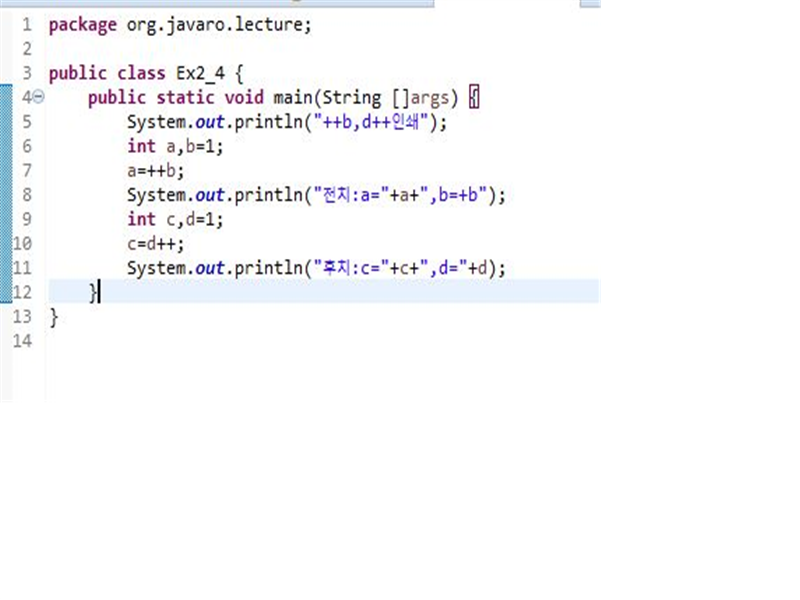 1 package org.javaro.lecture;
2
3 public class Ex2_4 {
4 public static void main(String []args) {
5 System.out.println("++b,d++인쇄");
6 int a,b=1;
7 a=++b;
8 System.out.println("전치:a="+a+",b=+b");
9 int c,d=1;
10 c=d++;
11 System.out.println("후치:c="+c+",d="+d);
12 }
13 }
14